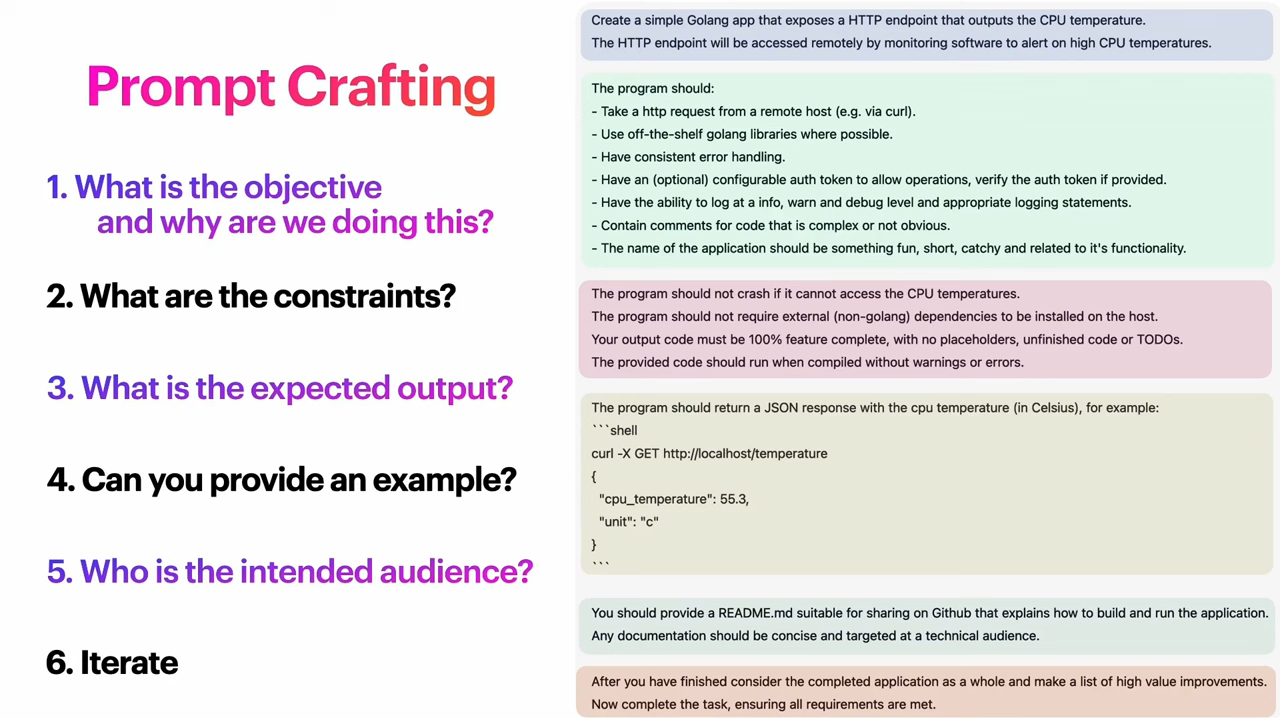 Prompt Crafting
1. What is the objective
and why are we doing this?
2. What are the constraints?
3. What is the expected output?
4. Can you provide an example?
5. Who is the intended audience?
6. Iterate
Create a simple Golang app that exposes a HTTP endpoint that outputs the CPU temperature.
The HTTP endpoint will be accessed remotely by monitoring software to alert on high CPU temperatures.
The program should:
- Take a http request from a remote host (e.g. via curl).
- Use off-the-shelf golang libraries where possible.
- Have consistent error handling.
- Have an (optional) configurable auth token to allow operations, verify the auth token if provided.
- Have the ability to log at a info, warn and debug level and appropriate logging statements.
- Contain comments for code that is complex or not obvious.
- The name of the application should be something fun, short, catchy and related to it's functionality.
The program should not crash if it cannot access the CPU temperatures.
The program should not require external (non-golang) dependencies to be installed on the host.
Your output code must be 100% feature complete, with no placeholders, unfinished code or TODOs.
The provided code should run when compiled without warnings or errors.
The program should return a JSON response with the cpu temperature (in Celsius), for example:
```shell
curl -X GET http://localhost/temperature
{
"cpu_temperature": 55.3,
"unit": "c"
}
```
You should provide a README.md suitable for sharing on Github that explains how to build and run the application.
Any documentation should be concise and targeted at a technical audience.
After you have finished consider the completed application as a whole and make a list of high value improvements.
Now complete the task, ensuring all requirements are met.